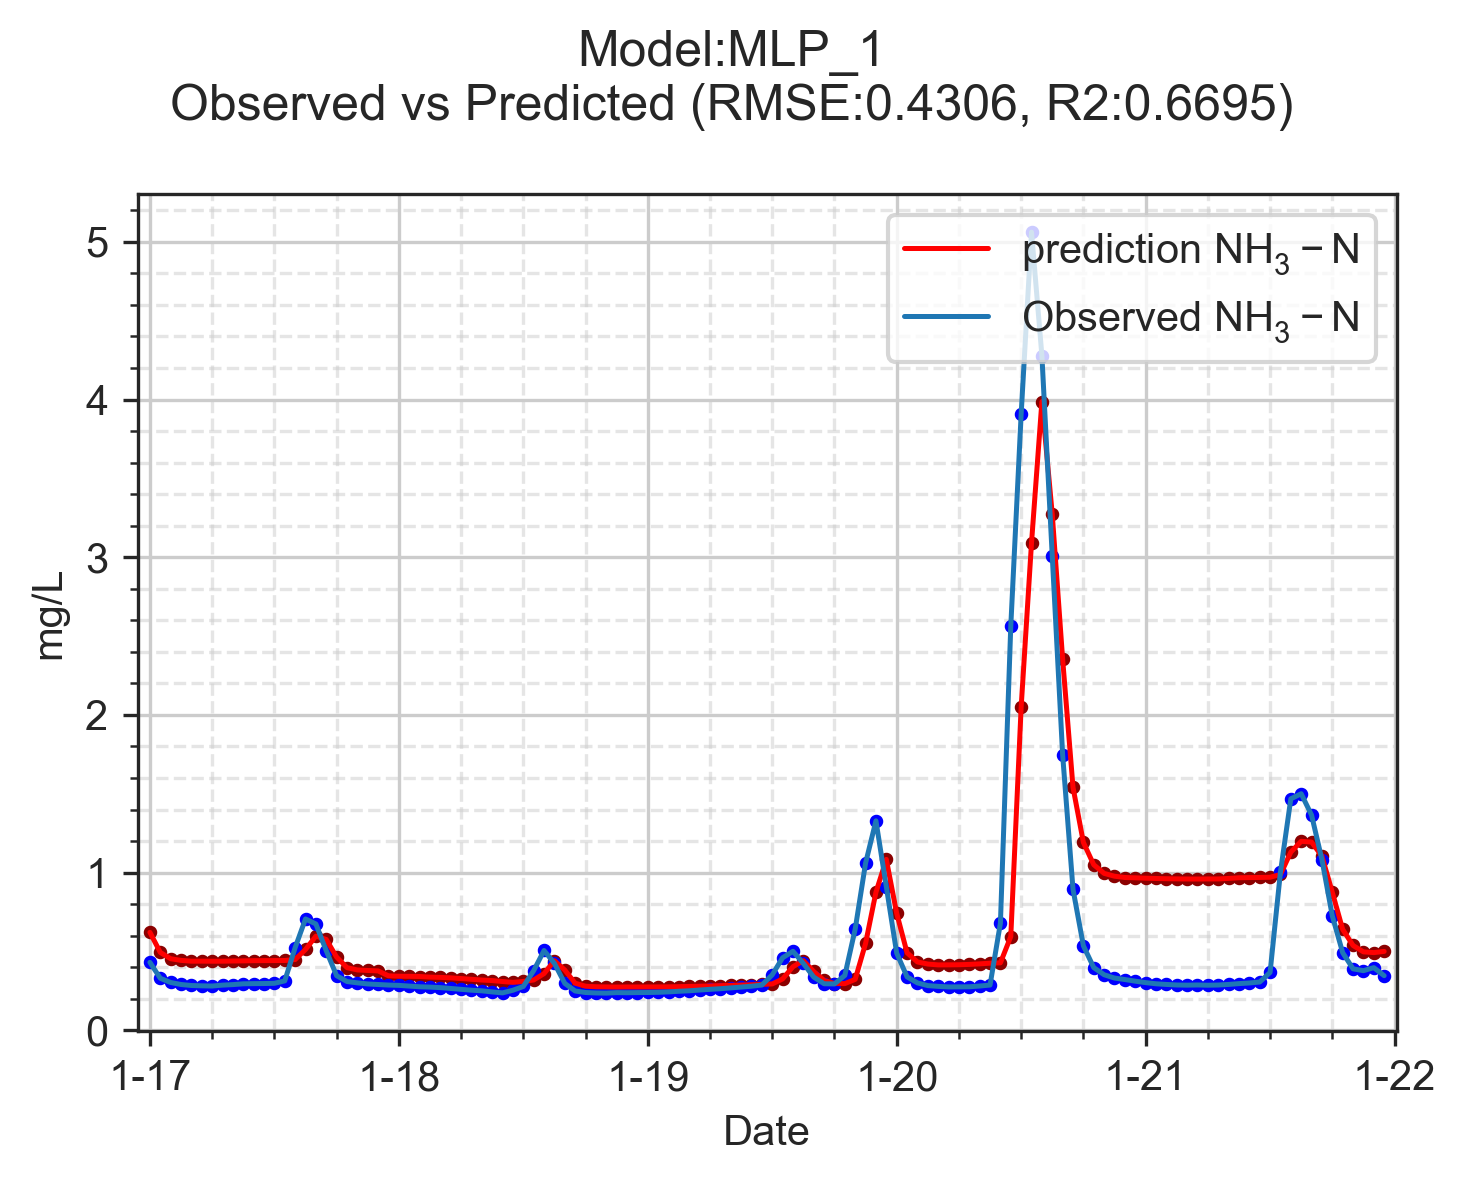 Model:MLP_1
Observed vs Predicted (RMSE:0.4306, R2:0.6695)
prediction NH₃ − N
Observed NH₃ − N
5
4
3
2
1
0
mg/L
1-17 1-18 1-19 1-20 1-21 1-22
Date